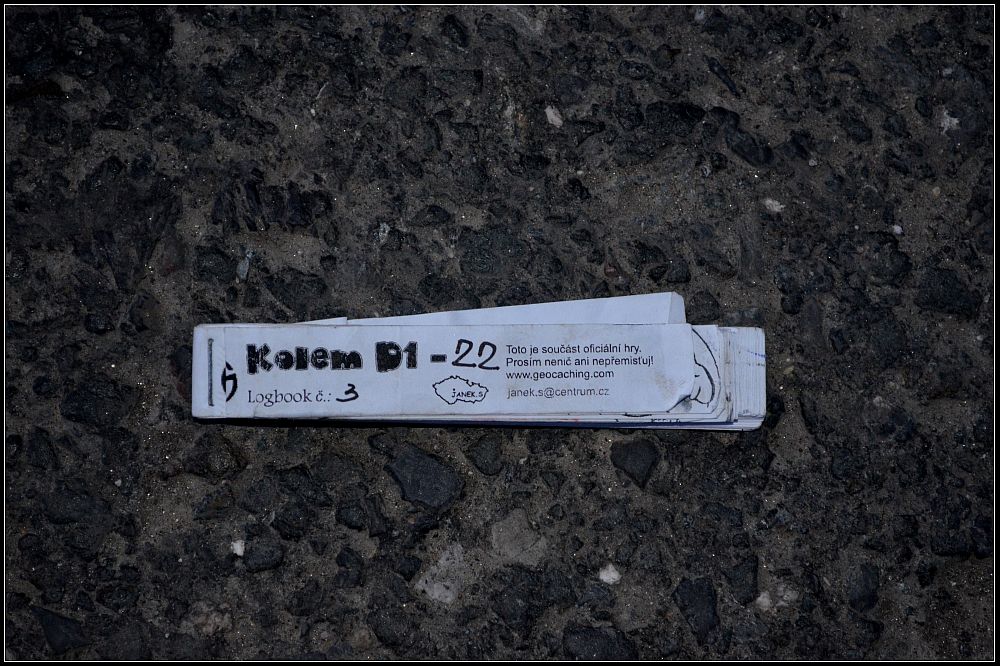 Kolem D1 - 22
Logbook č.: 3
Toto je součást oficiální hry.
Prosím nenič ani nepřemisťuj!
www.geocaching.com
janek.s@centrum.cz
JANEK.S